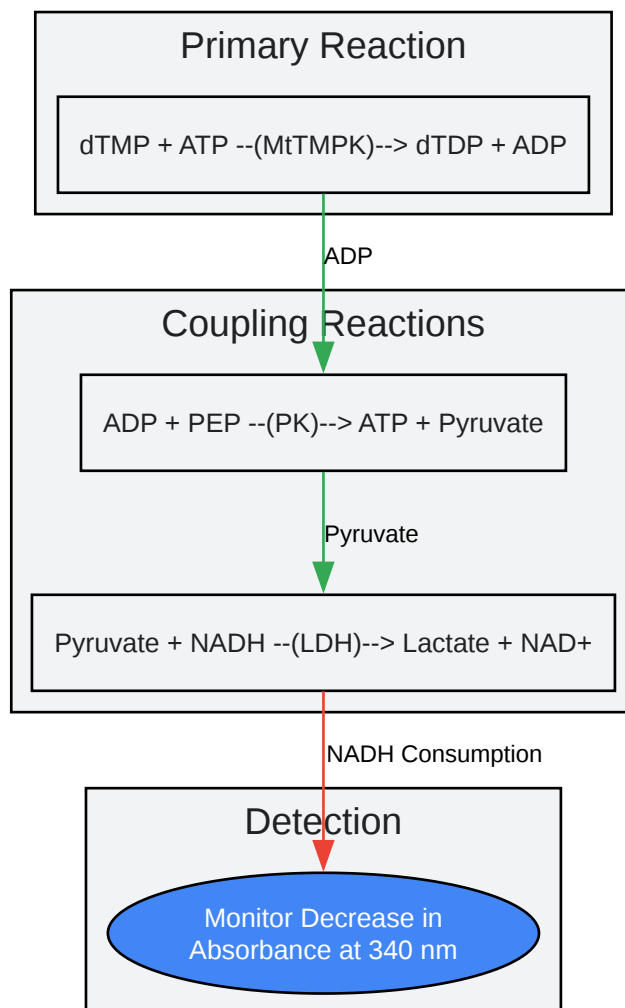 Primary Reaction
dTMP + ATP --(MtTMPK)--> dTDP + ADP
ADP
Coupling Reactions
ADP + PEP --(PK)--> ATP + Pyruvate
Pyruvate
Pyruvate + NADH --(LDH)--> Lactate + NAD+
NADH Consumption
Detection
Monitor Decrease in
Absorbance at 340 nm